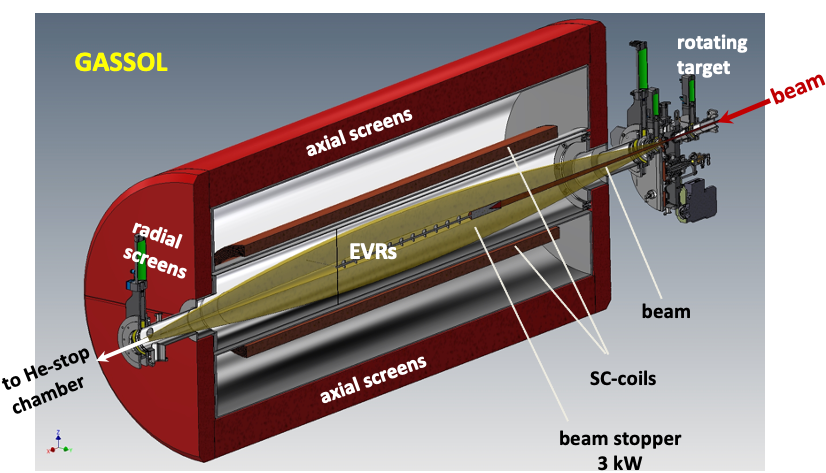 GASSOL
rotating
target
beam
axial screens
radial
screens
EVRs
beam
to He-stop
chamber
SC-coils
axial screens
beam stopper
3 kW
Z
X
Y